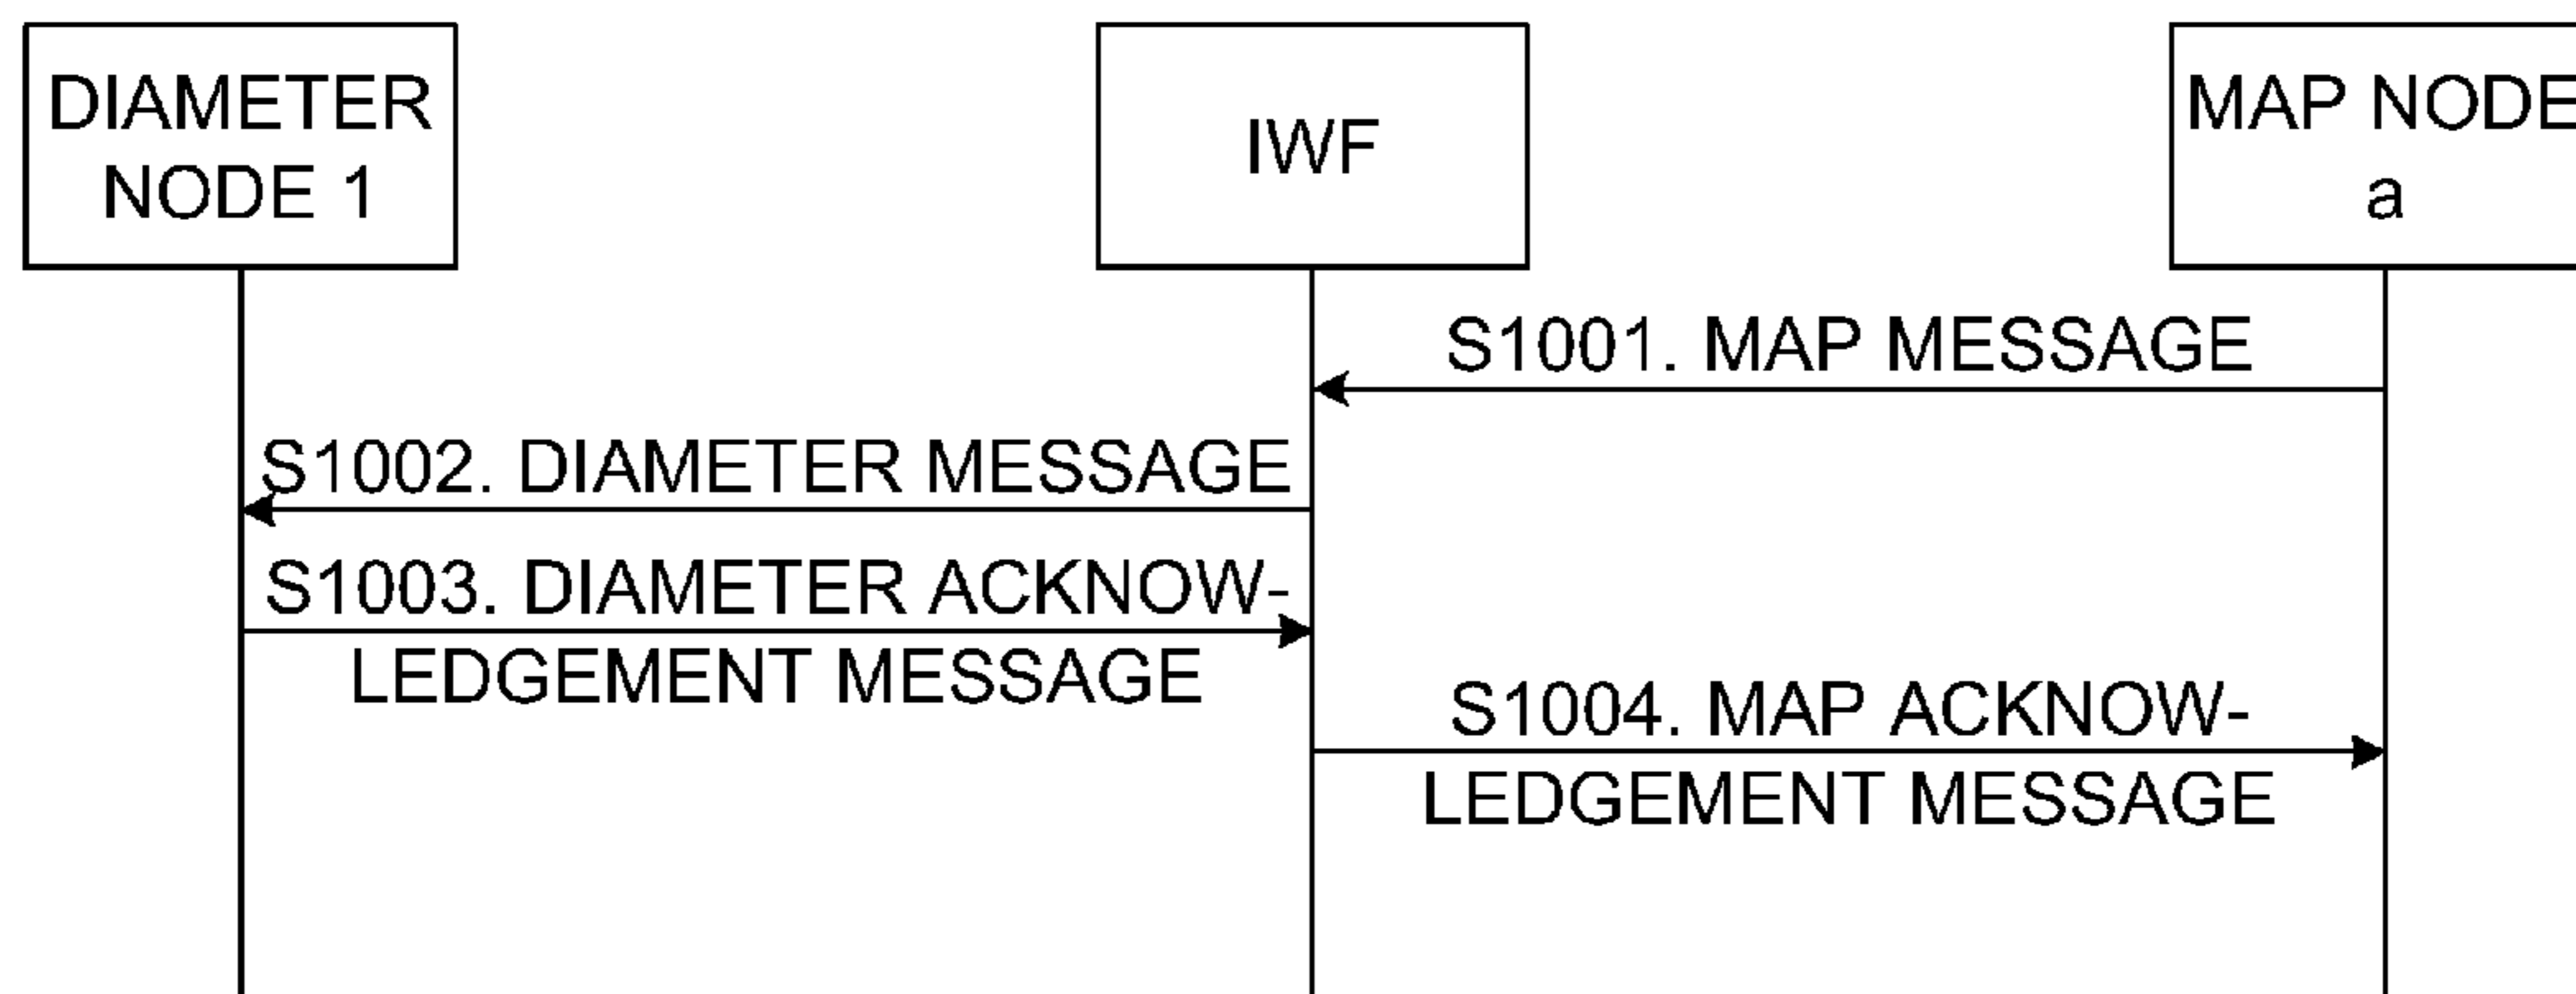 DIAMETER
NODE 1
IWF
MAP NODE
a
S1001. MAP MESSAGE
S1002. DIAMETER MESSAGE
S1003. DIAMETER ACKNOW-
LEDGEMENT MESSAGE
S1004. MAP ACKNOW-
LEDGEMENT MESSAGE